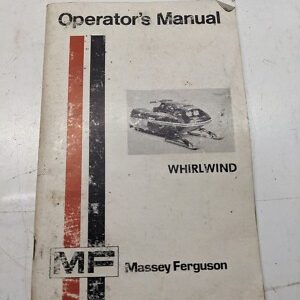 Operator's Manual
WHIRLWIND
MF Massey Ferguson